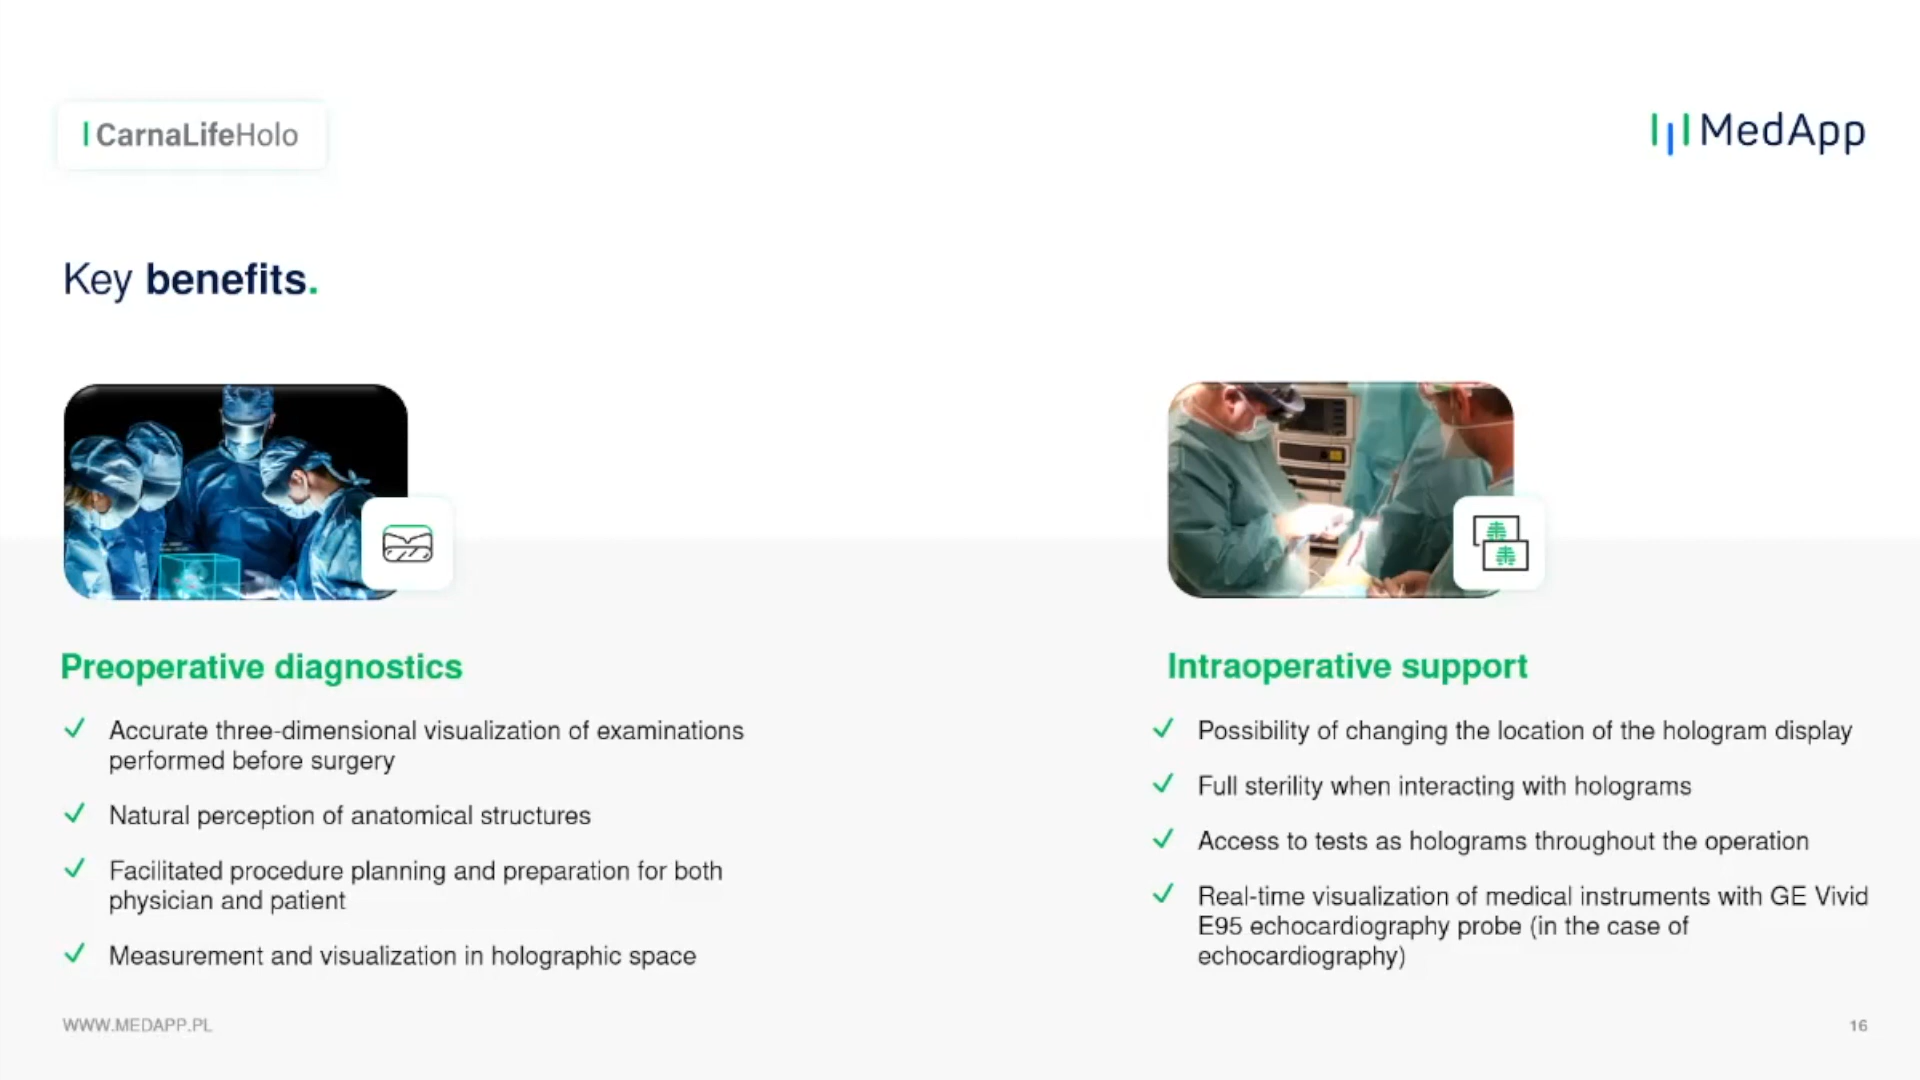 CarnaLifeHolo
MedApp
Key benefits.
Preoperative diagnostics
Accurate three-dimensional visualization of examinations
performed before surgery
Natural perception of anatomical structures
Facilitated procedure planning and preparation for both
physician and patient
Measurement and visualization in holographic space
Intraoperative support
Possibility of changing the location of the hologram display
Full sterility when interacting with holograms
Access to tests as holograms throughout the operation
Real-time visualization of medical instruments with GE Vivid
E95 echocardiography probe (in the case of
echocardiography)
WWW.MEDAPP.PL
16